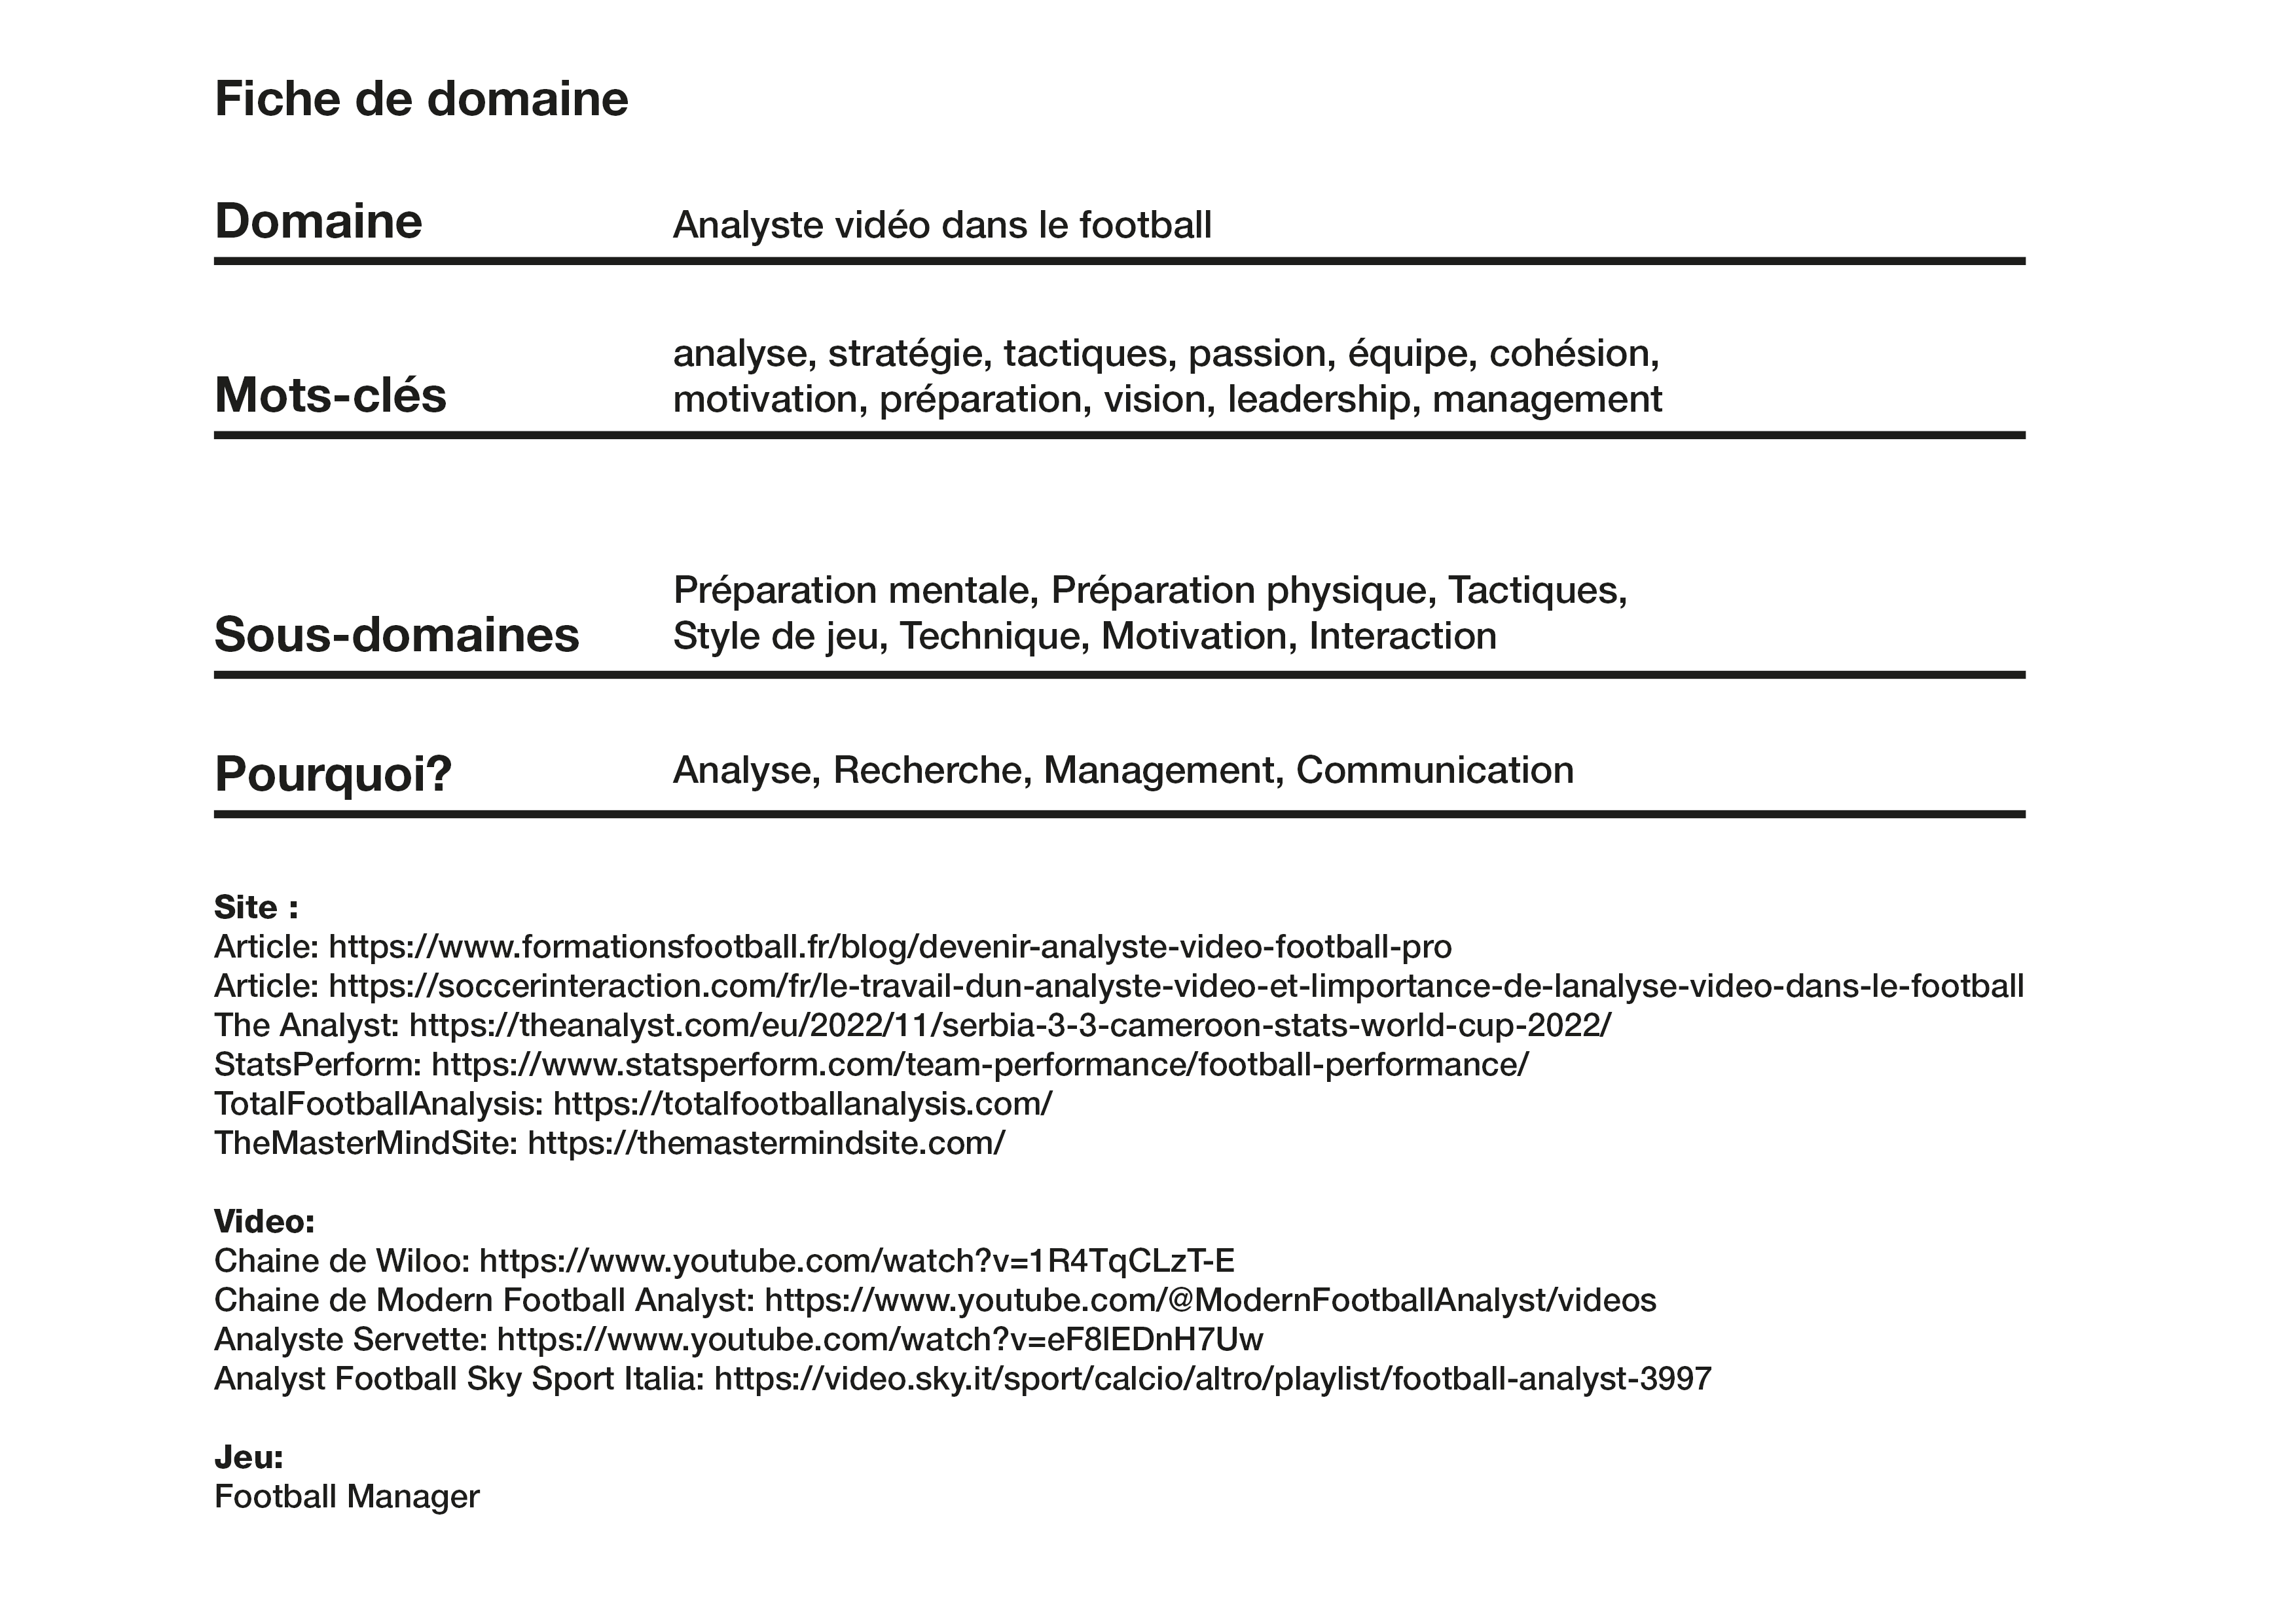 Fiche de domaine
Domaine
Analyste vidéo dans le football
Mots-clés
analyse, stratégie, tactiques, passion, équipe, cohésion,
motivation, préparation, vision, leadership, management
Sous-domaines
Préparation mentale, Préparation physique, Tactiques,
Style de jeu, Technique, Motivation, Interaction
Pourquoi?
Analyse, Recherche, Management, Communication
Site :
Article: https://www.formationsfootball.fr/blog/devenir-analyste-video-football-pro
Article: https://soccerinteraction.com/fr/le-travail-dun-analyste-video-et-limportance-de-lanalyse-video-dans-le-football
The Analyst: https://theanalyst.com/eu/2022/11/serbia-3-3-cameroon-stats-world-cup-2022/
StatsPerform: https://www.statsperform.com/team-performance/football-performance/
TotalFootballAnalysis: https://totalfootballanalysis.com/
TheMasterMindSite: https://themastermindsite.com/
Video:
Chaine de Wiloo: https://www.youtube.com/watch?v=1R4TqCLzT-E
Chaine de Modern Football Analyst: https://www.youtube.com/@ModernFootballAnalyst/videos
Analyste Servette: https://www.youtube.com/watch?v=eF8lEDnH7Uw
Analyst Football Sky Sport Italia: https://video.sky.it/sport/calcio/altro/playlist/football-analyst-3997
Jeu:
Football Manager